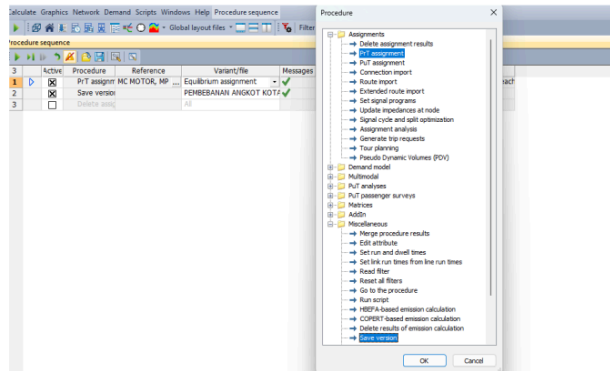 Calculate Graphics Network Demand Scripts Windows Help Procedure sequence
Global layout files
Filter
Procedure sequence
3 Active Procedure Reference Variant/file Messages
1 PrT assignm MC MOTOR, MP ... Equilibrium assignment
2 Save version PEMBEBANAN ANGKOT KOTA
3 Delete assig All
Procedure
Assignments
Delete assignment results
PrT assignment
PuT assignment
Connection import
Route import
Extended route import
Set signal programs
Update impedances at node
Signal cycle and split optimization
Assignment analysis
Generate trip requests
Tour planning
Pseudo Dynamic Volumes (PDV)
Demand model
Multimodal
PuT analyses
PuT passenger surveys
Matrices
AddIn
Miscellaneous
Merge procedure results
Edit attribute
Set run and dwell times
Set link run times from line run times
Read filter
Reset all filters
Go to the procedure
Run script
HBEFA-based emission calculation
COPERT-based emission calculation
Delete results of emission calculation
Save version
OK Cancel